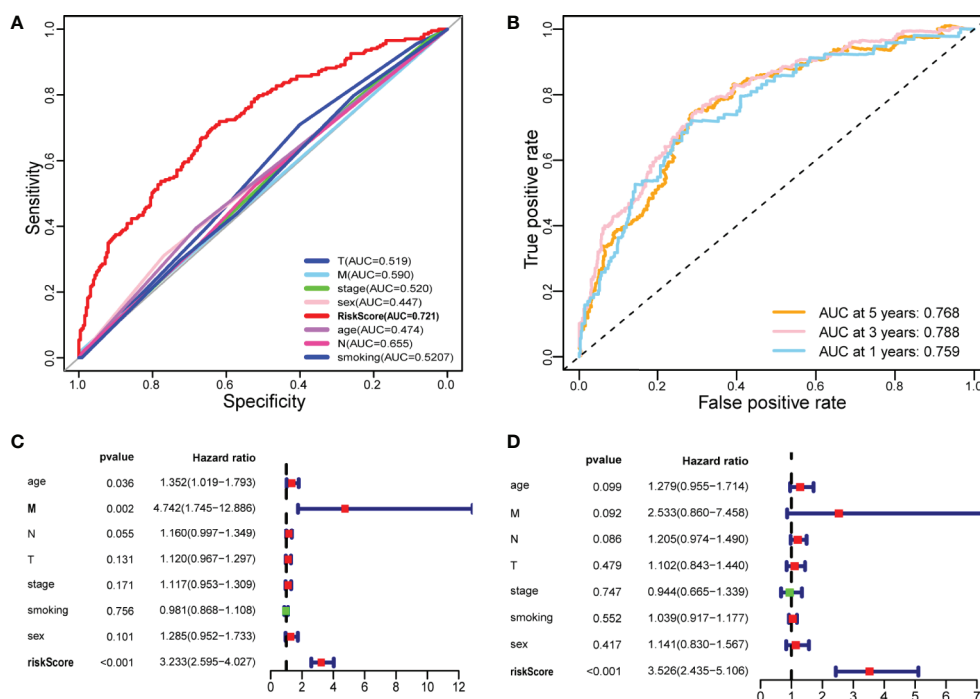 A
Sensitivity
1.0
0.8
0.6
0.4
0.2
0.0
T(AUC=0.519)
M(AUC=0.590)
stage(AUC=0.520)
sex(AUC=0.447)
RiskScore(AUC=0.721)
age(AUC=0.474)
N(AUC=0.655)
smoking(AUC=0.5207)
1.0 0.8 0.6 0.4 0.2 0.0
Specificity
B
True positive rate
1.0
0.8
0.6
0.4
0.2
0.0
AUC at 5 years: 0.768
AUC at 3 years: 0.788
AUC at 1 years: 0.759
0.0 0.2 0.4 0.6 0.8 1.0
False positive rate
C
pvalue Hazard ratio
age 0.036 1.352(1.019−1.793)
M 0.002 4.742(1.745−12.886)
N 0.055 1.160(0.997−1.349)
T 0.131 1.120(0.967−1.297)
stage 0.171 1.117(0.953−1.309)
smoking 0.756 0.981(0.868−1.108)
sex 0.101 1.285(0.952−1.733)
riskScore <0.001 3.233(2.595−4.027)
0 2 4 6 8 10 12
D
pvalue Hazard ratio
age 0.099 1.279(0.955−1.714)
M 0.092 2.533(0.860−7.458)
N 0.086 1.205(0.974−1.490)
T 0.479 1.102(0.843−1.440)
stage 0.747 0.944(0.665−1.339)
smoking 0.552 1.039(0.917−1.177)
sex 0.417 1.141(0.830−1.567)
riskScore <0.001 3.526(2.435−5.106)
0 1 2 3 4 5 6 7